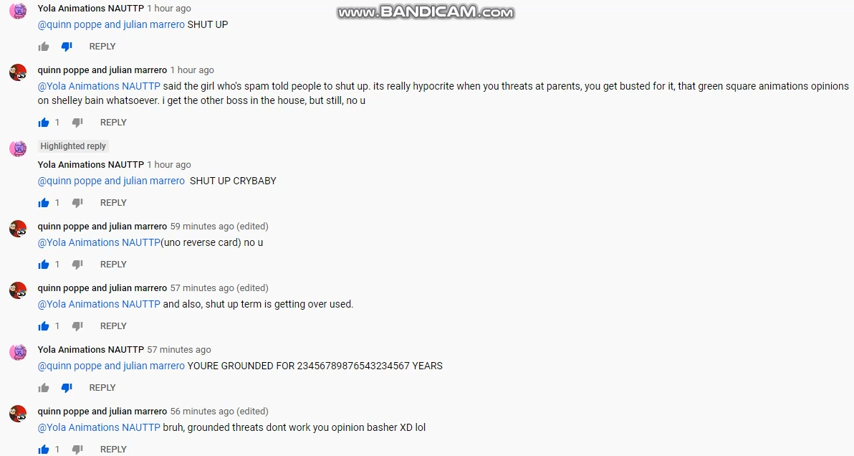 www.BANDICAM.com
Yola Animations NAUTTP 1 hour ago
@quinn poppe and julian marrero SHUT UP
REPLY
quinn poppe and julian marrero 1 hour ago
@Yola Animations NAUTTP said the girl who's spam told people to shut up. its really hypocrite when you threats at parents, you get busted for it, that green square animations opinions
on shelley bain whatsoever. i get the other boss in the house, but still, no u
1 REPLY
Highlighted reply
Yola Animations NAUTTP 1 hour ago
@quinn poppe and julian marrero SHUT UP CRYBABY
1 REPLY
quinn poppe and julian marrero 59 minutes ago (edited)
@Yola Animations NAUTTP(uno reverse card) no u
1 REPLY
quinn poppe and julian marrero 57 minutes ago (edited)
@Yola Animations NAUTTP and also, shut up term is getting over used.
1 REPLY
Yola Animations NAUTTP 57 minutes ago
@quinn poppe and julian marrero YOURE GROUNDED FOR 23456789876543234567 YEARS
REPLY
quinn poppe and julian marrero 56 minutes ago (edited)
@Yola Animations NAUTTP bruh, grounded threats dont work you opinion basher XD lol
1 REPLY